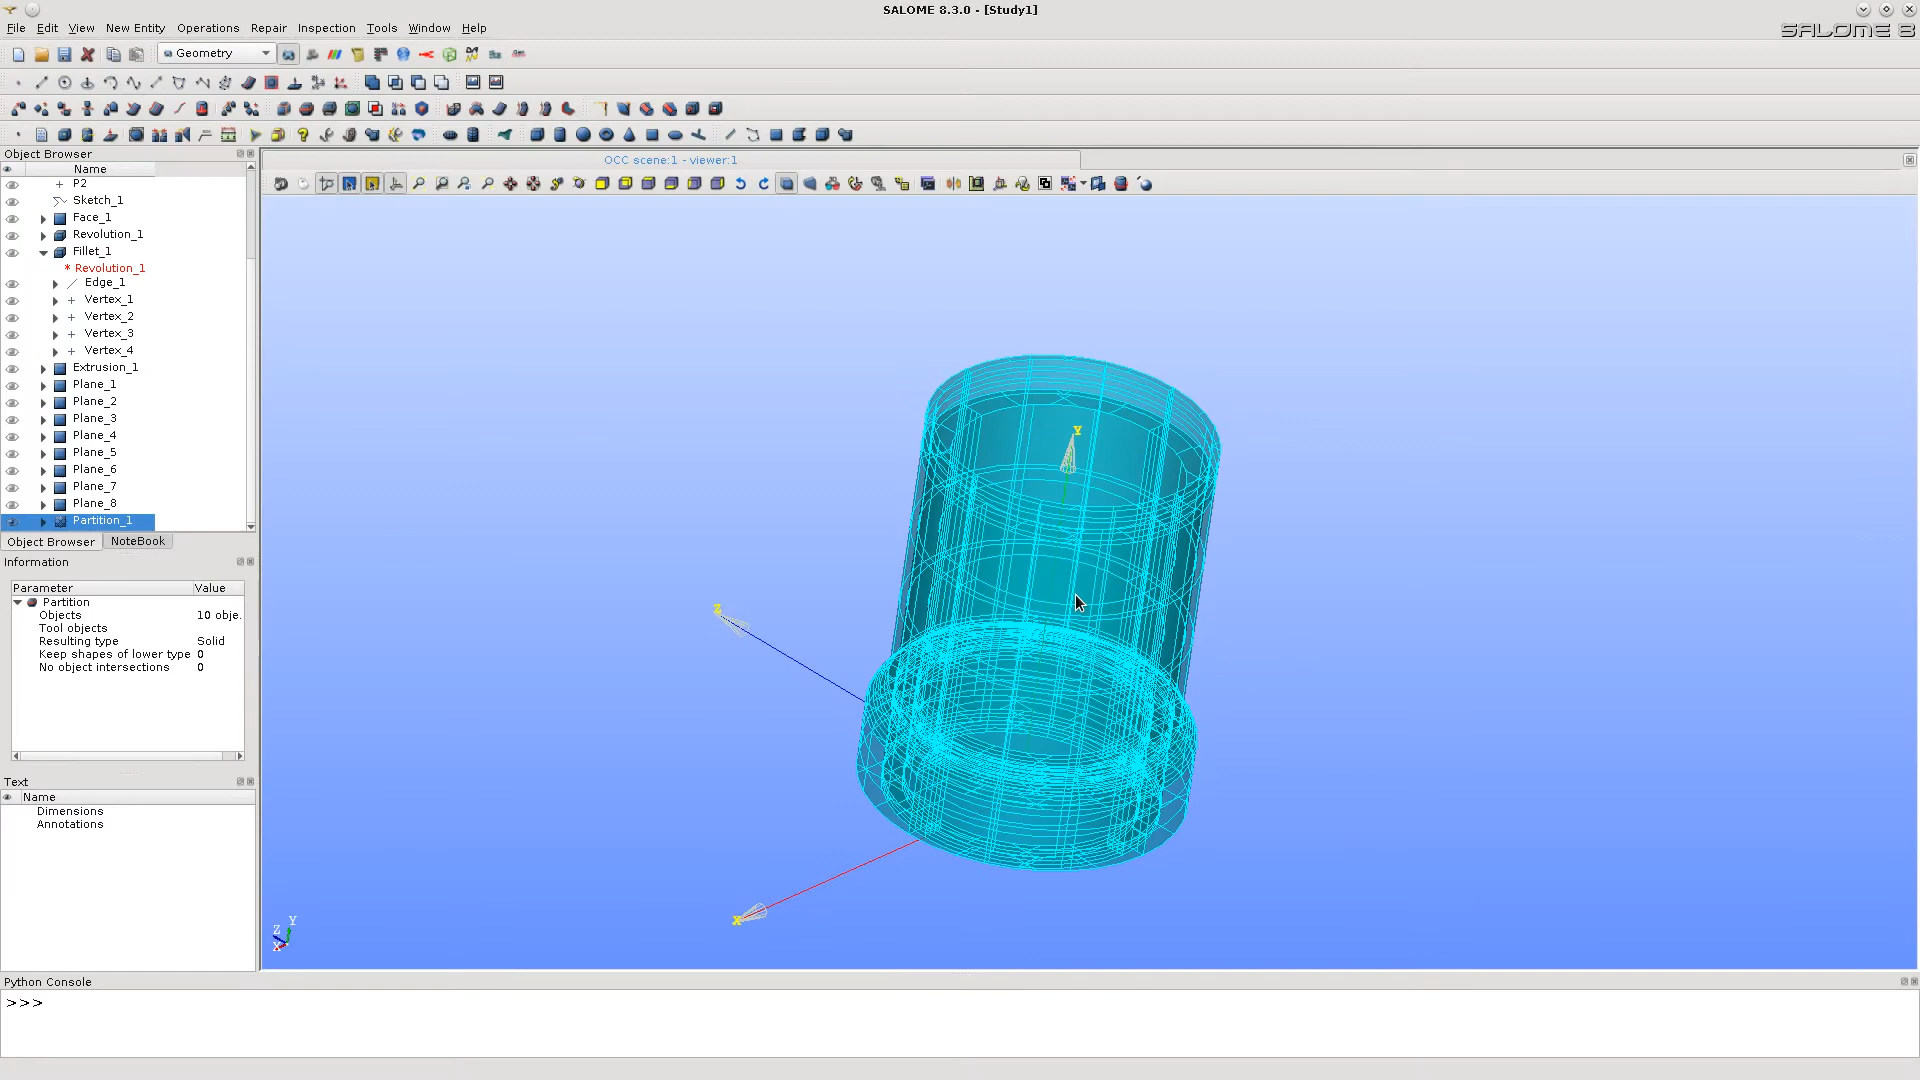 SALOME 8.3.0 - [Study1]
File Edit View New Entity Operations Repair Inspection Tools Window Help
SALOME 8
Geometry
Object Browser
OCC scene:1 - viewer:1
Name
P2
Sketch_1
Face_1
Revolution_1
Fillet_1
* Revolution_1
Edge_1
Vertex_1
Vertex_2
Vertex_3
Vertex_4
Extrusion_1
Plane_1
Plane_2
Plane_3
Plane_4
Plane_5
Plane_6
Plane_7
Plane_8
Partition_1
Object Browser NoteBook
Information
Parameter Value
Partition
Objects 10 obje.
Tool objects
Resulting type Solid
Keep shapes of lower type 0
No object intersections 0
Text
Name
Dimensions
Annotations
Y
Z
X
Y
Z
X
Python Console
>>>